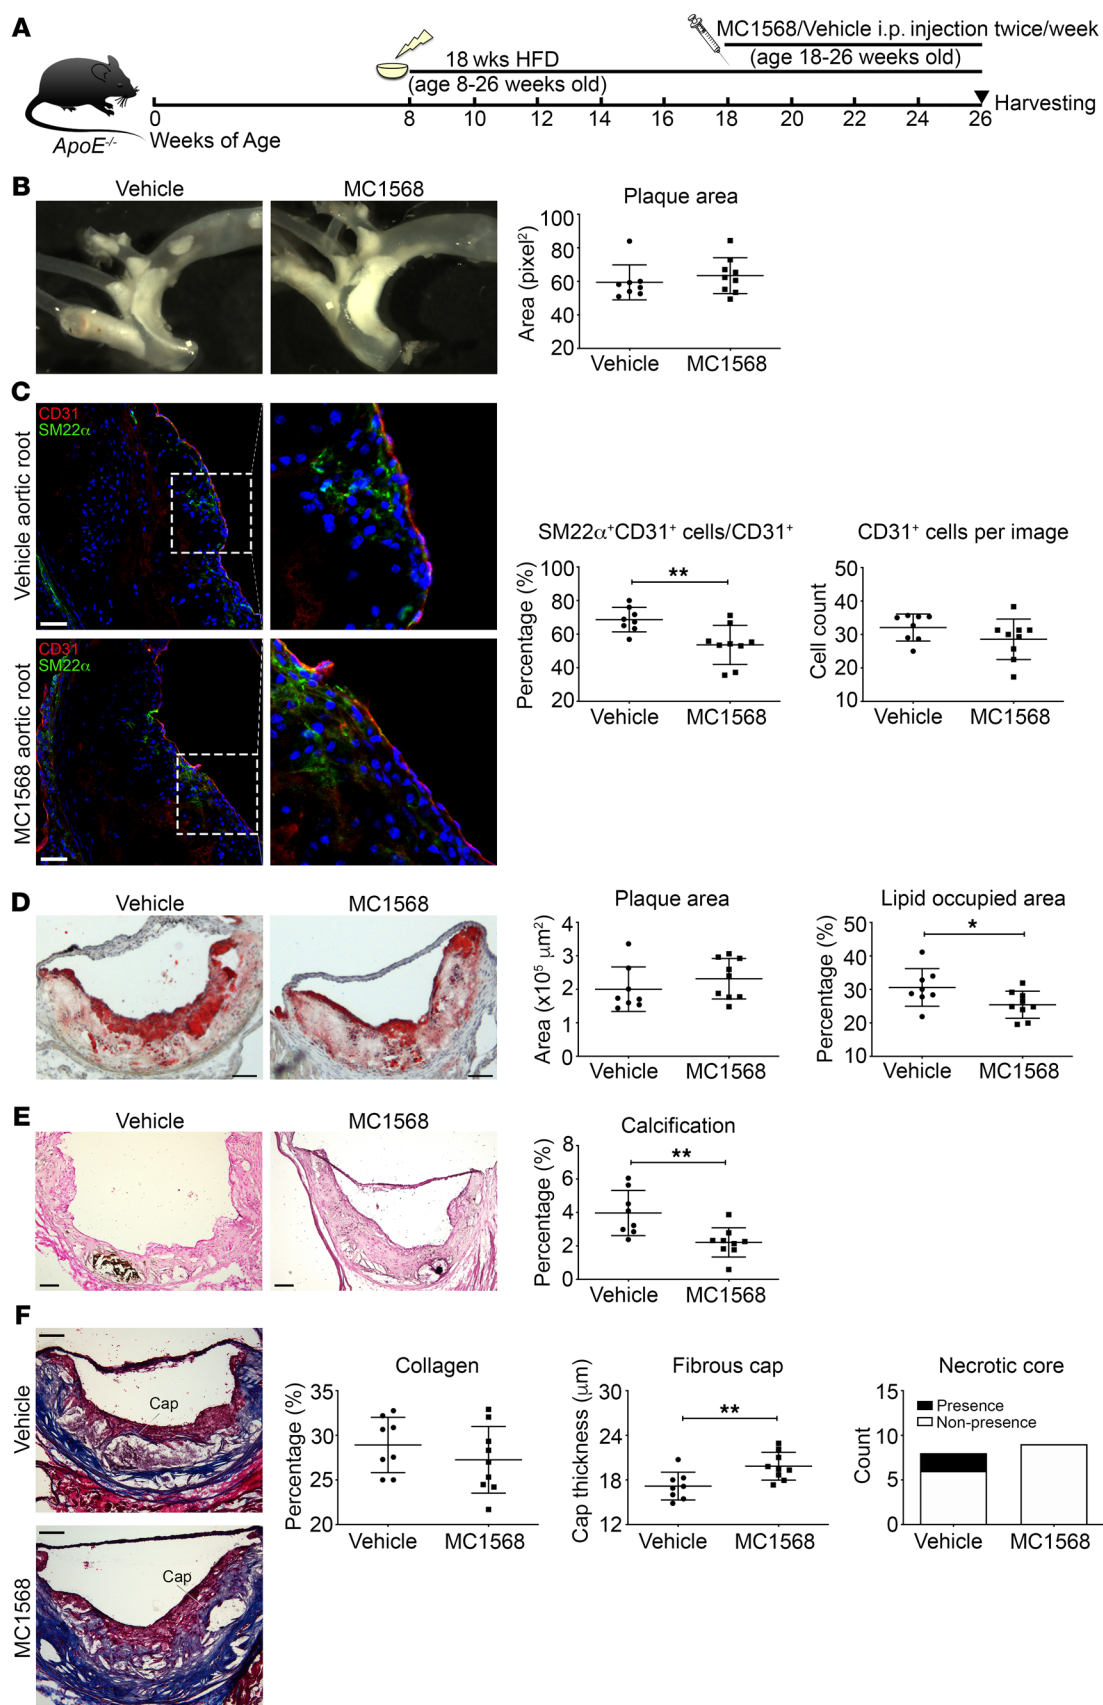 A
MC1568/Vehicle i.p. injection twice/week
18 wks HFD
(age 18-26 weeks old)
(age 8-26 weeks old)
Harvesting
0 8 10 12 14 16 18 20 22 24 26
Weeks of Age
ApoE-/-
B
Vehicle
MC1568
Plaque area
Area (pixel²)
100
80
60
40
20
Vehicle MC1568
C
CD31
SM22α
Vehicle aortic root
CD31
SM22α
MC1568 aortic root
SM22α⁺CD31⁺ cells/CD31⁺
Percentage (%)
100
80
60
40
20
**
Vehicle MC1568
CD31⁺ cells per image
Cell count
50
40
30
20
10
Vehicle MC1568
D
Vehicle
MC1568
Plaque area
Area (x10⁵ μm²)
4
3
2
1
0
Vehicle MC1568
Lipid occupied area
Percentage (%)
50
40
30
20
10
*
Vehicle MC1568
E
Vehicle
MC1568
Calcification
Percentage (%)
8
6
4
2
0
**
Vehicle MC1568
F
Vehicle
Cap
MC1568
Cap
Collagen
Percentage (%)
35
30
25
20
Vehicle MC1568
Fibrous cap
Cap thickness (μm)
30
24
18
12
**
Vehicle MC1568
Necrotic core
Count
15
10
5
0
Presence
Non-presence
Vehicle MC1568